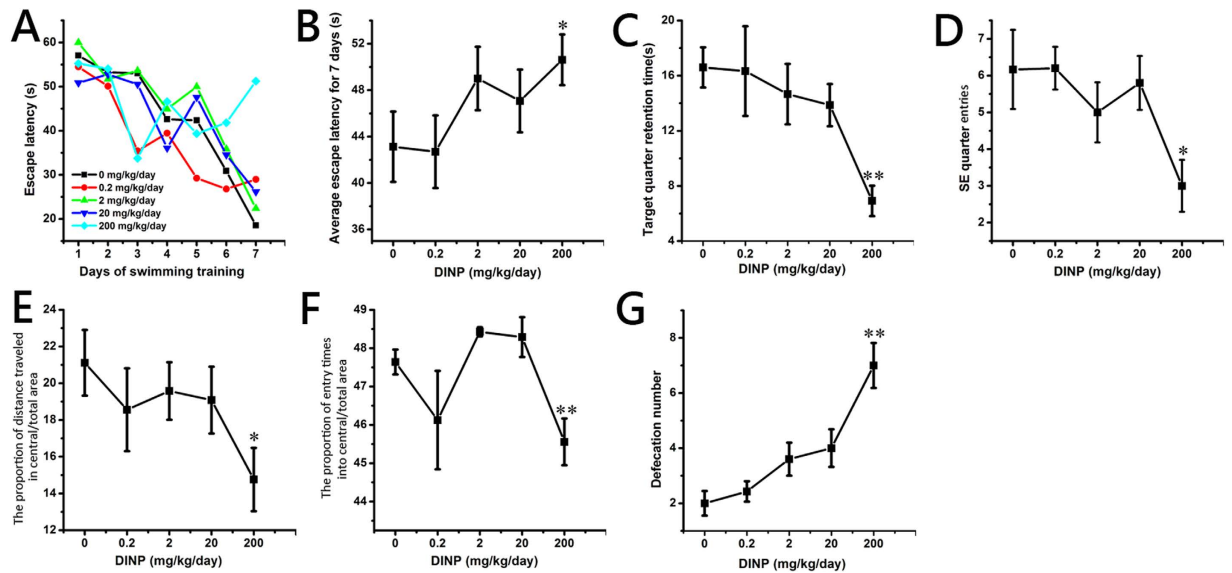 A
Escape latency (s)
60
50
40
30
20
0 mg/kg/day
0.2 mg/kg/day
2 mg/kg/day
20 mg/kg/day
200 mg/kg/day
1 2 3 4 5 6 7
Days of swimming training
B
Average escape latency for 7 days (s)
52
48
44
40
36
*
0 0.2 2 20 200
DINP (mg/kg/day)
C
Target quarter retention time(s)
20
16
12
8
4
**
0 0.2 2 20 200
DINP (mg/kg/day)
D
SE quarter entries
7
6
5
4
3
2
*
0 0.2 2 20 200
DINP (mg/kg/day)
E
The proportion of distance traveled
in central/total area
24
22
20
18
16
14
12
*
0 0.2 2 20 200
DINP (mg/kg/day)
F
The proportion of entry times
into central/total area
49
48
47
46
45
44
43
**
0 0.2 2 20 200
DINP (mg/kg/day)
G
Defecation number
8
6
4
2
**
0 0.2 2 20 200
DINP (mg/kg/day)